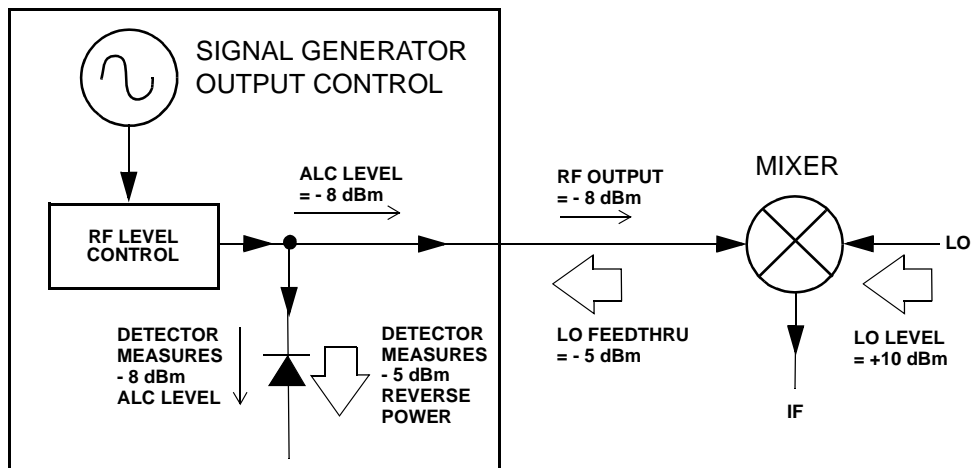 SIGNAL GENERATOR
OUTPUT CONTROL
ALC LEVEL
= - 8 dBm
RF OUTPUT
= - 8 dBm
MIXER
RF LEVEL
CONTROL
LO
DETECTOR
MEASURES
- 8 dBm
ALC LEVEL
DETECTOR
MEASURES
- 5 dBm
REVERSE
POWER
LO FEEDTHRU
= - 5 dBm
LO LEVEL
= +10 dBm
IF